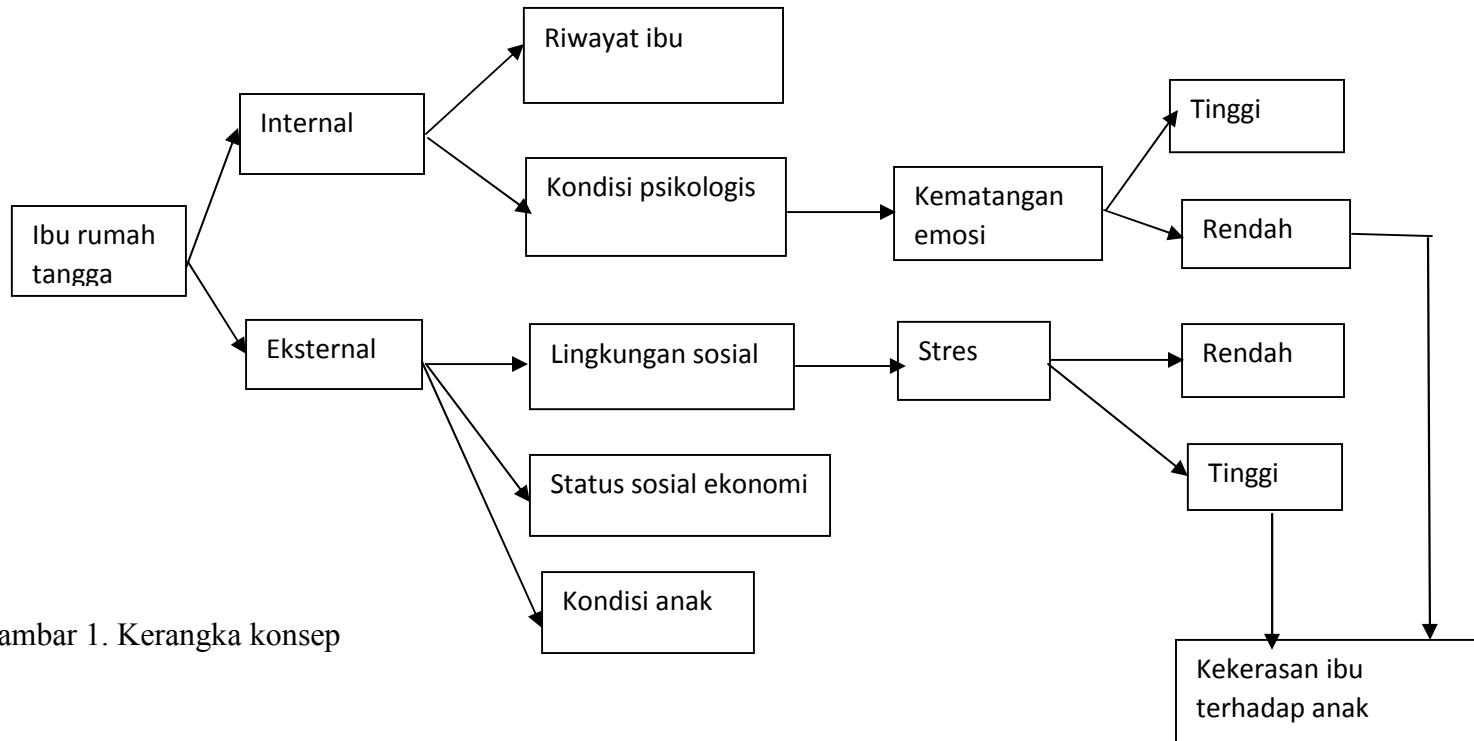 Riwayat ibu
Tinggi
Internal
Kondisi psikologis
Kematangan
emosi
Rendah
Ibu rumah
tangga
Eksternal
Lingkungan sosial
Stres
Rendah
Status sosial ekonomi
Tinggi
Kondisi anak
ambar 1. Kerangka konsep
Kekerasan ibu
terhadap anak